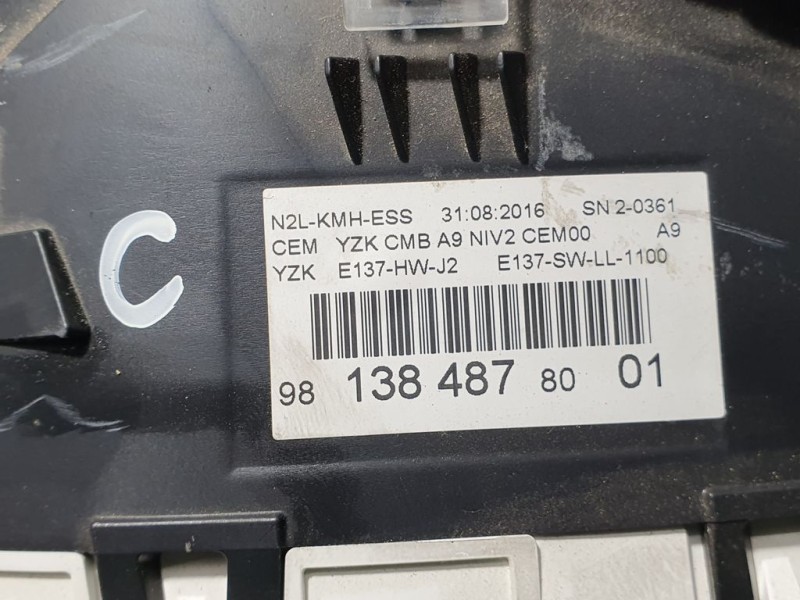 C
N2L-KMH-ESS 31:08:2016 SN 2-0361
CEM YZK CMB A9 NIV2 CEM00 A9
YZK E137-HW-J2 E137-SW-LL-1100
98 138 487 80 01